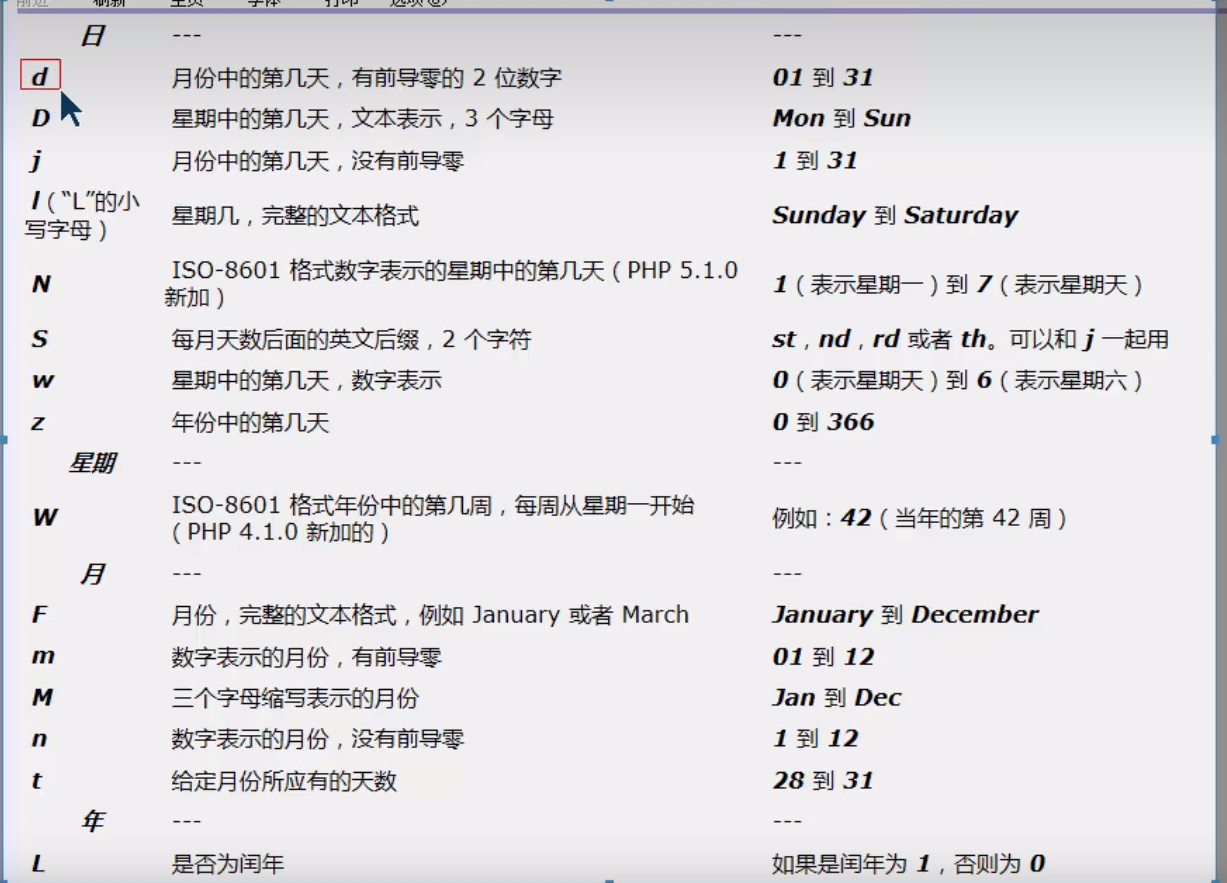 前进 刷新 主页 字体 打印 选项(O)
日 --- ---
d 月份中的第几天，有前导零的 2 位数字 01 到 31
D 星期中的第几天，文本表示，3 个字母 Mon 到 Sun
j 月份中的第几天，没有前导零 1 到 31
l（“L”的小
写字母） 星期几，完整的文本格式 Sunday 到 Saturday
N ISO-8601 格式数字表示的星期中的第几天（PHP 5.1.0
新加） 1（表示星期一）到 7（表示星期天）
S 每月天数后面的英文后缀，2 个字符 st，nd，rd 或者 th。可以和 j 一起用
w 星期中的第几天，数字表示 0（表示星期天）到 6（表示星期六）
z 年份中的第几天 0 到 366
星期 --- ---
W ISO-8601 格式年份中的第几周，每周从星期一开始
（PHP 4.1.0 新加的） 例如：42（当年的第 42 周）
月 --- ---
F 月份，完整的文本格式，例如 January 或者 March January 到 December
m 数字表示的月份，有前导零 01 到 12
M 三个字母缩写表示的月份 Jan 到 Dec
n 数字表示的月份，没有前导零 1 到 12
t 给定月份所应有的天数 28 到 31
年 --- ---
L 是否为闰年 如果是闰年为 1，否则为 0